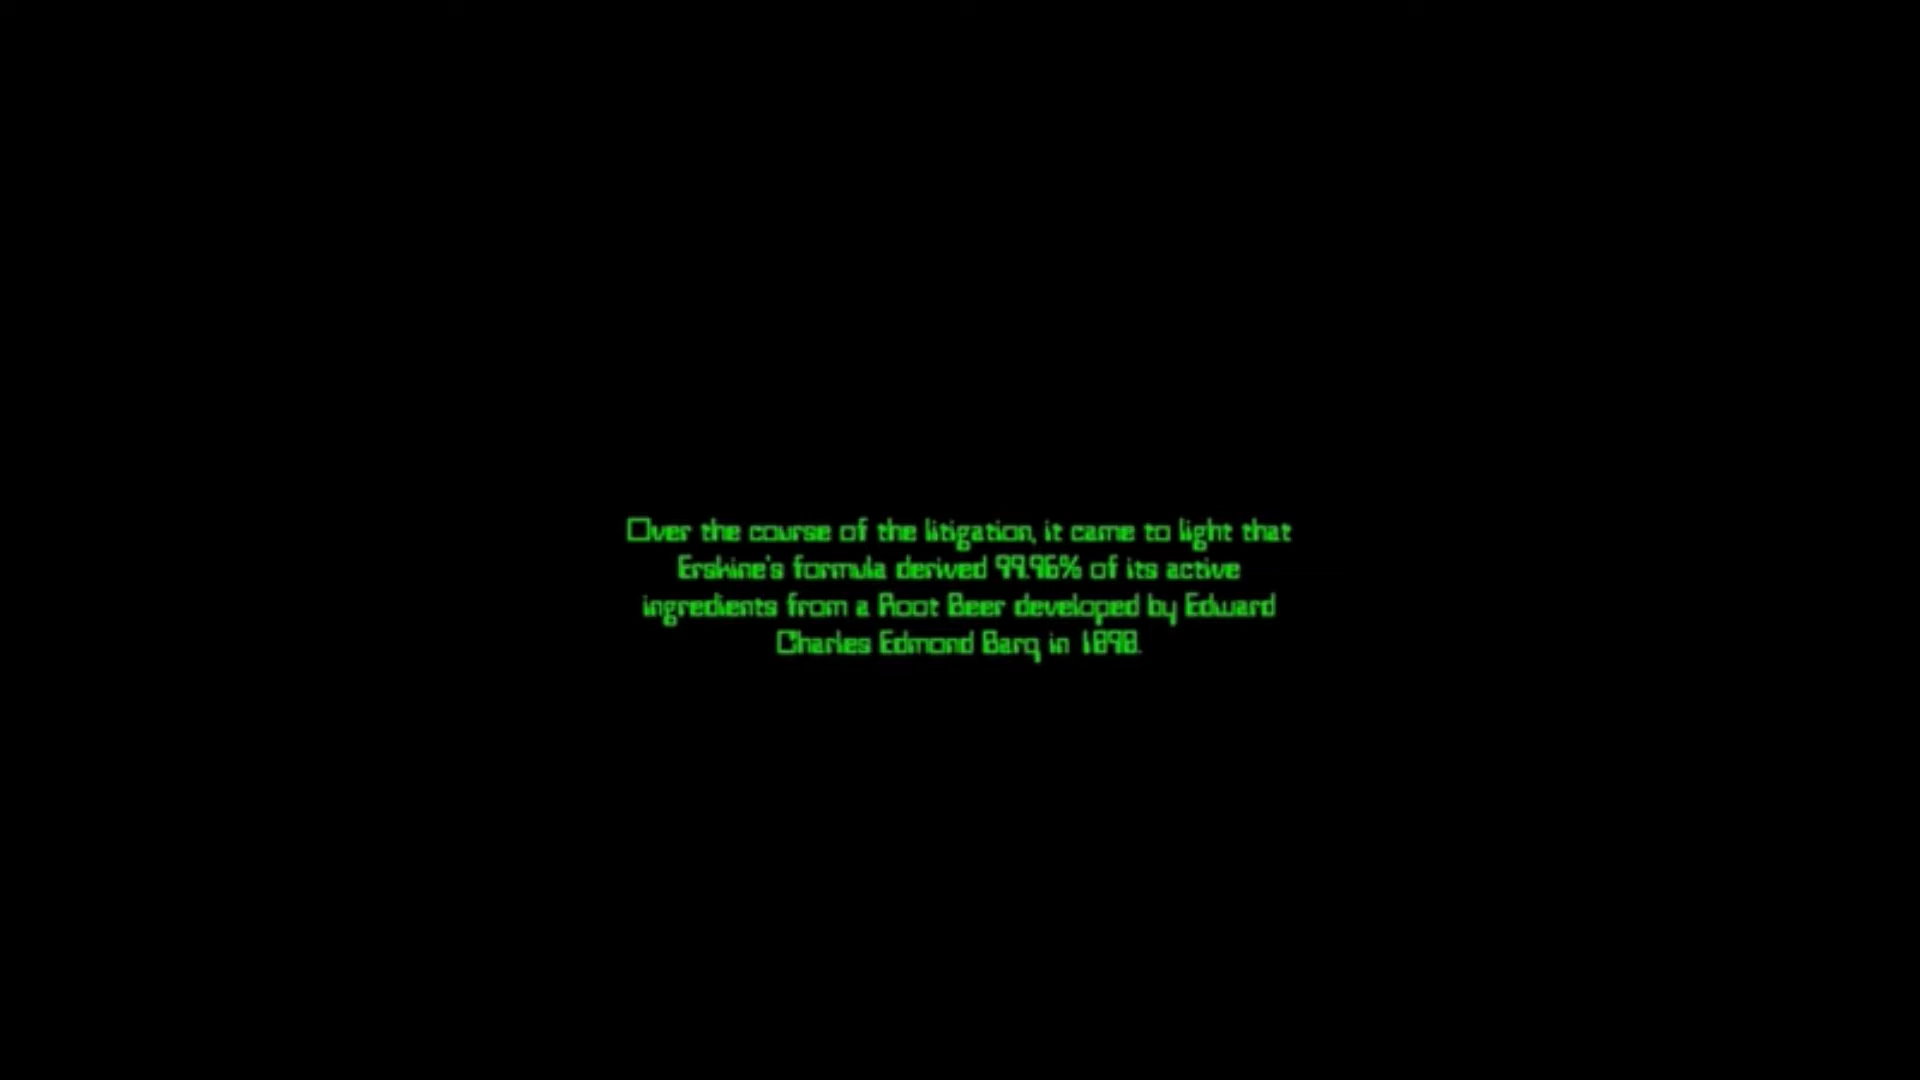 Over the course of the litigation, it came to light that
Erskine's formula derived 99.96% of its active
ingredients from a Root Beer developed by Edward
Charles Edmond Barq in 1898.